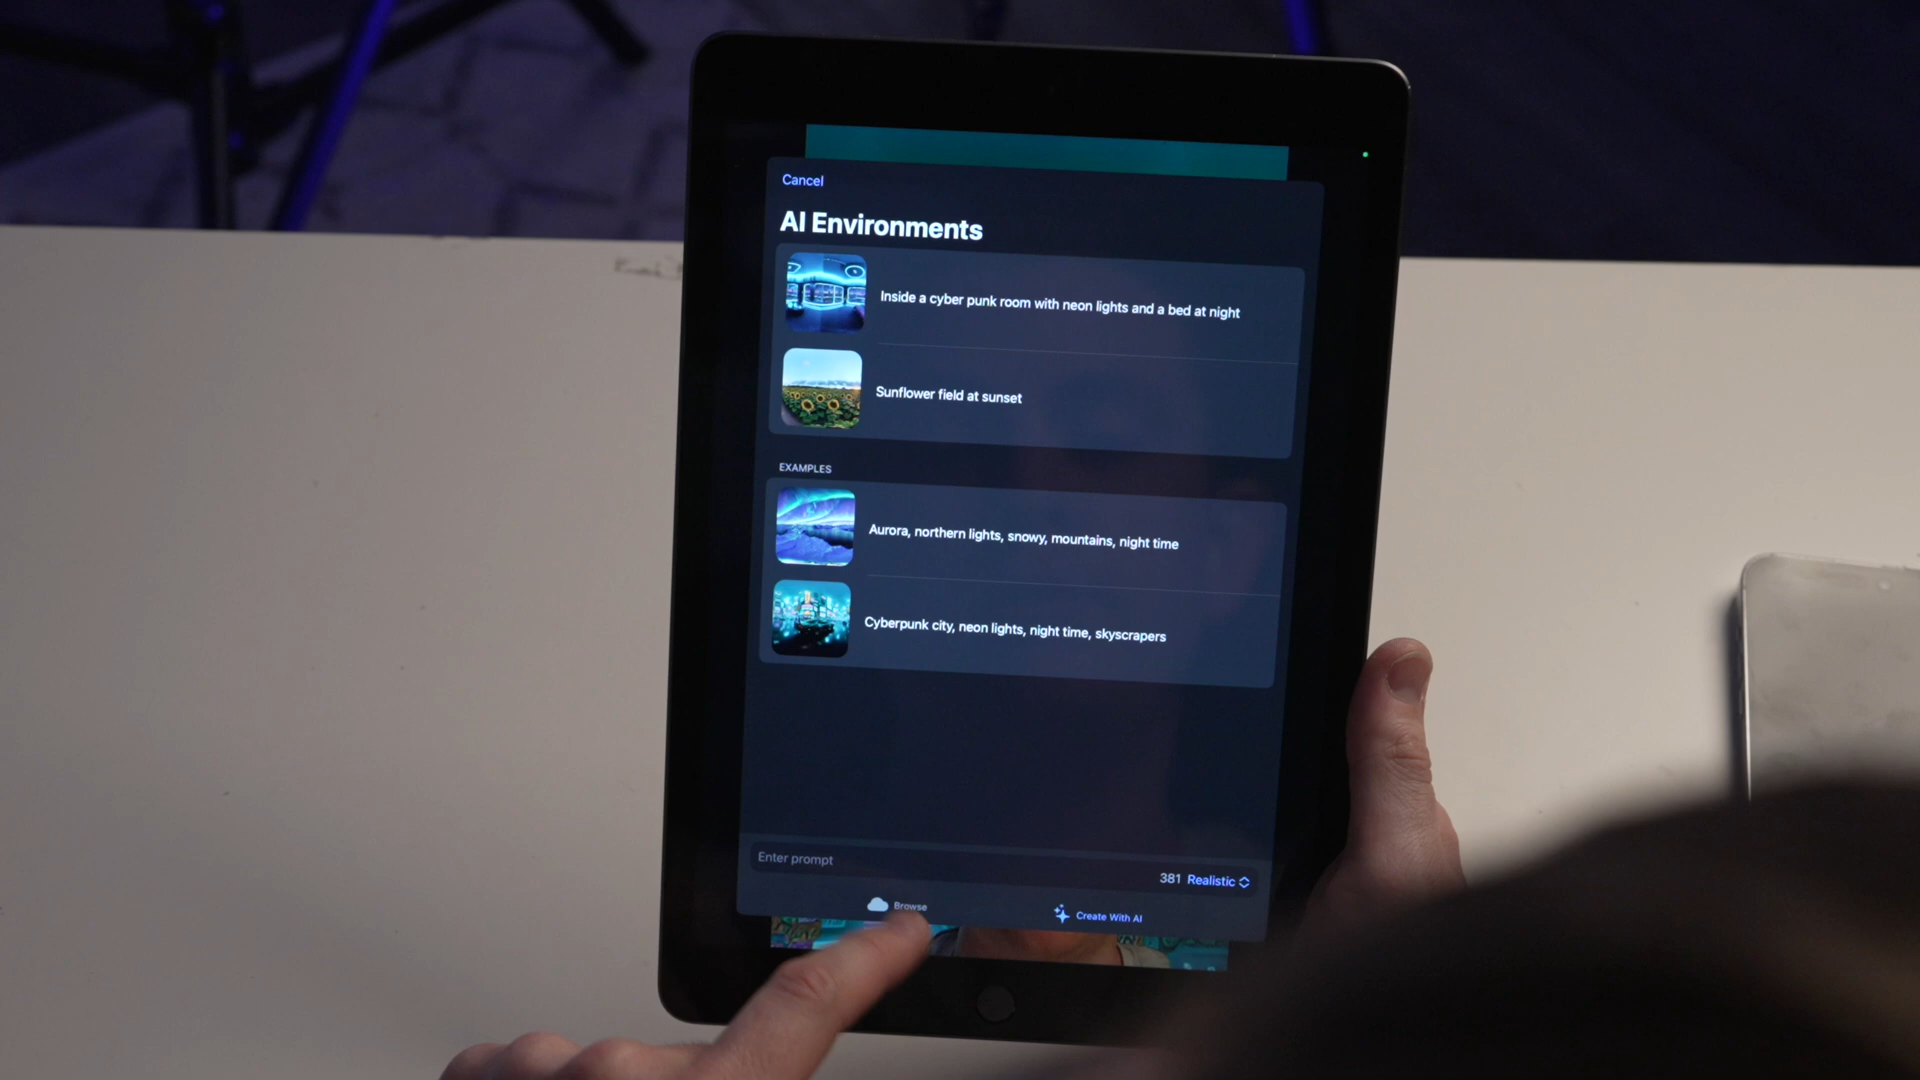 Cancel
AI Environments
Inside a cyber punk room with neon lights and a bed at night
Sunflower field at sunset
EXAMPLES
Aurora, northern lights, snowy, mountains, night time
Cyberpunk city, neon lights, night time, skyscrapers
Enter prompt
381 Realistic
Browse
Create With AI